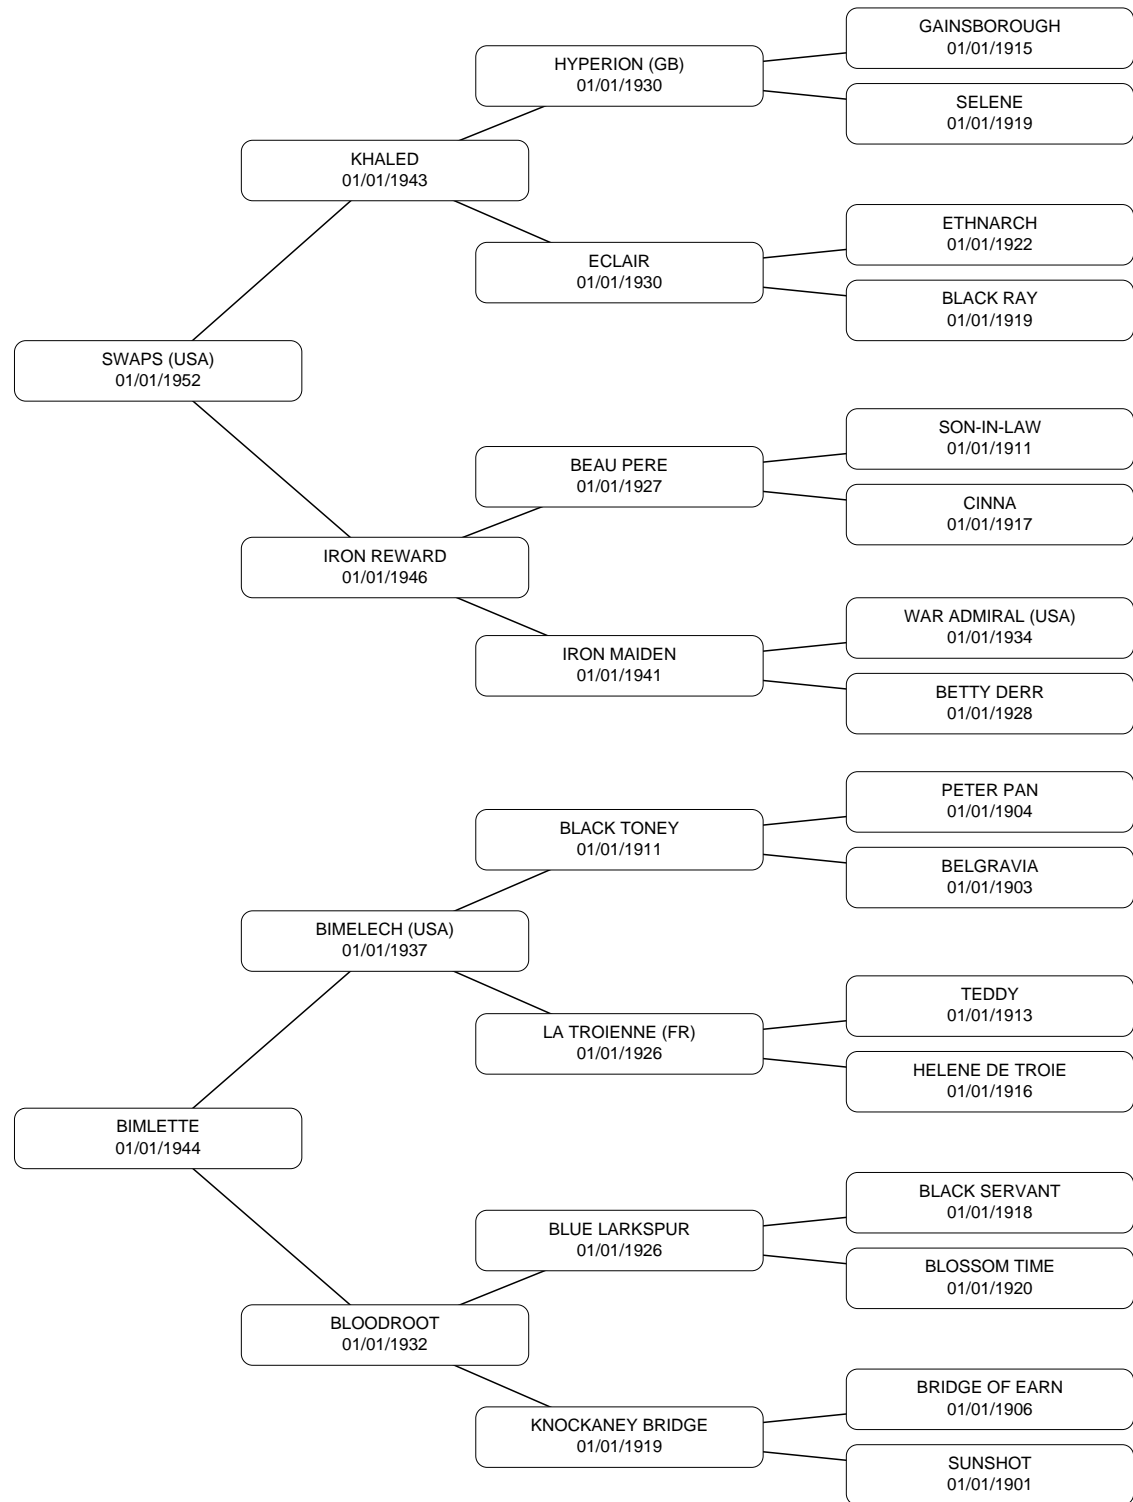 GAINSBOROUGH
01/01/1915
HYPERION (GB)
01/01/1930
SELENE
01/01/1919
KHALED
01/01/1943
ETHNARCH
01/01/1922
ECLAIR
01/01/1930
BLACK RAY
01/01/1919
SWAPS (USA)
01/01/1952
SON-IN-LAW
01/01/1911
BEAU PERE
01/01/1927
CINNA
01/01/1917
IRON REWARD
01/01/1946
WAR ADMIRAL (USA)
01/01/1934
IRON MAIDEN
01/01/1941
BETTY DERR
01/01/1928
PETER PAN
01/01/1904
BLACK TONEY
01/01/1911
BELGRAVIA
01/01/1903
BIMELECH (USA)
01/01/1937
TEDDY
01/01/1913
LA TROIENNE (FR)
01/01/1926
HELENE DE TROIE
01/01/1916
BIMLETTE
01/01/1944
BLACK SERVANT
01/01/1918
BLUE LARKSPUR
01/01/1926
BLOSSOM TIME
01/01/1920
BLOODROOT
01/01/1932
BRIDGE OF EARN
01/01/1906
KNOCKANEY BRIDGE
01/01/1919
SUNSHOT
01/01/1901